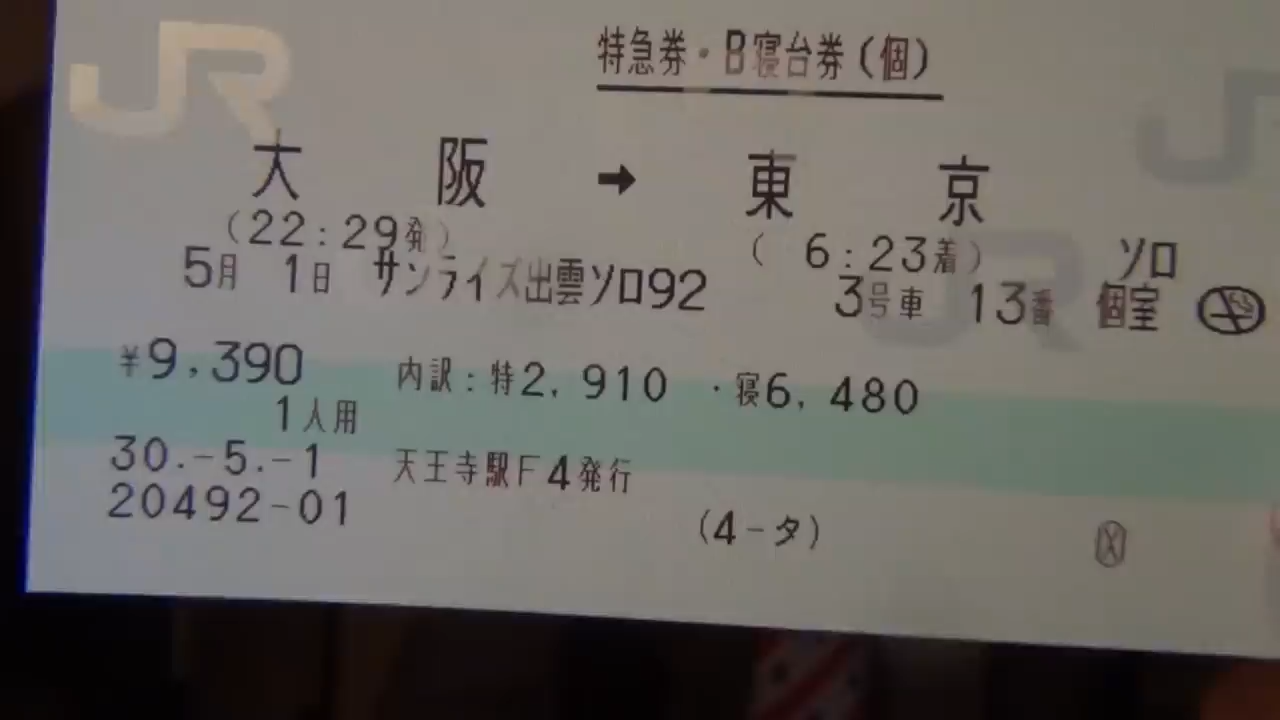 JR
特急券・B寝台券(個)
大阪 → 東京
(22:29発) ( 6:23着) ソロ
5月 1日 サンライズ出雲ソロ92 3号車 13番 個室
¥9,390 内訳:特2,910 ・寝6,480
1人用
30.-5.-1 天王寺駅F4発行
20492-01 (4-タ)